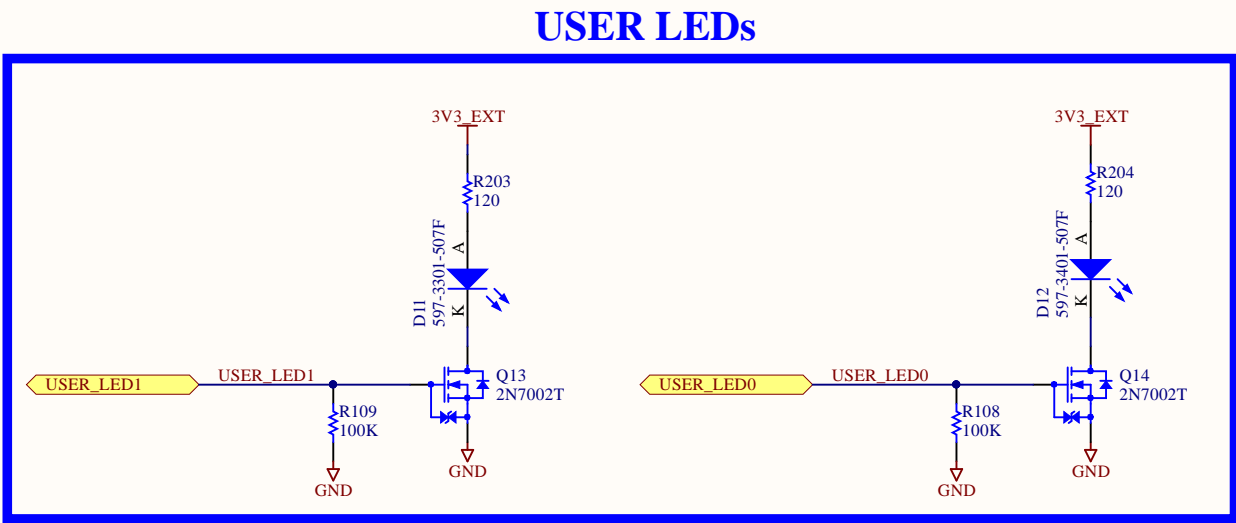 USER LEDs
3V3_EXT
R203
120
A
D11
597-3301-507F
K
USER_LED1
USER_LED1
Q13
2N7002T
R109
100K
GND
GND
3V3_EXT
R204
120
A
D12
597-3401-507F
K
USER_LED0
USER_LED0
Q14
2N7002T
R108
100K
GND
GND